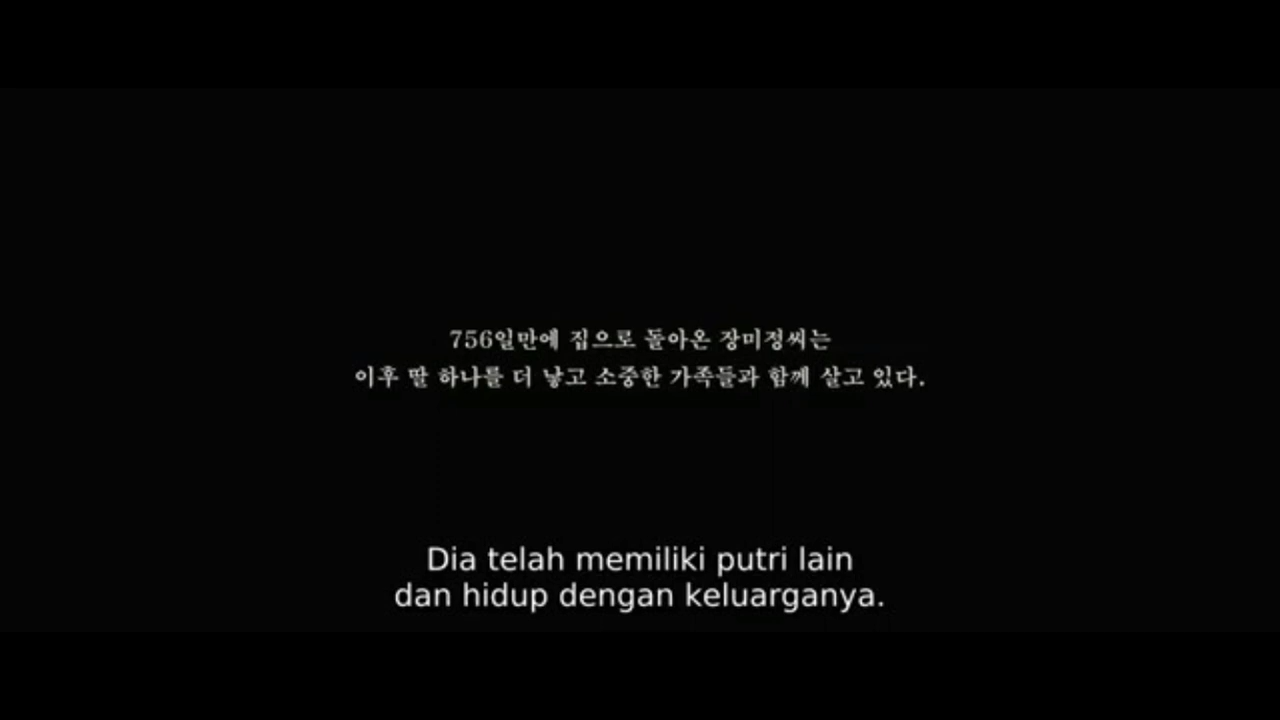 756일만에 집으로 돌아온 장미정씨는
이후 딸 하나를 더 낳고 소중한 가족들과 함께 살고 있다.
Dia telah memiliki putri lain
dan hidup dengan keluarganya.